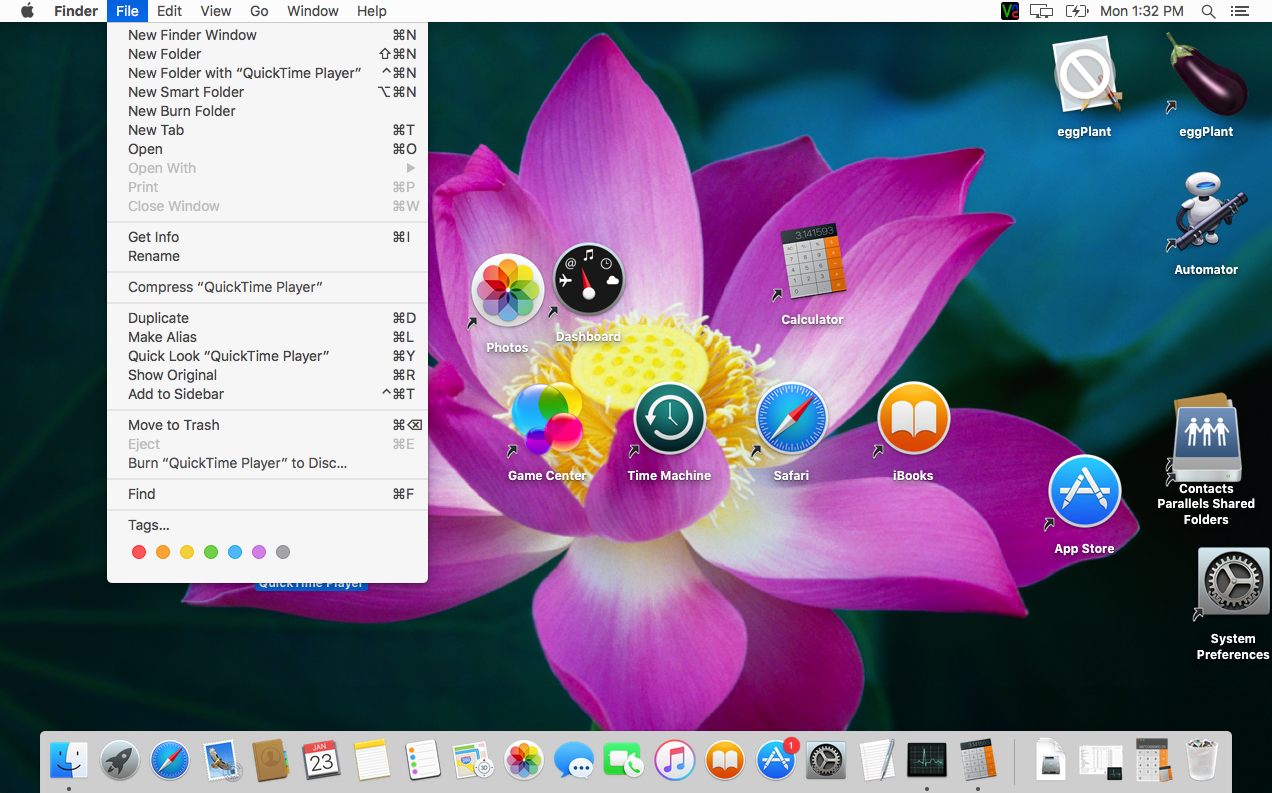 Finder File Edit View Go Window Help Mon 1:32 PM
New Finder Window ⌘N
New Folder ⇧⌘N
New Folder with “QuickTime Player” ^⌘N
New Smart Folder ⌥⌘N
New Burn Folder
New Tab ⌘T
Open ⌘O
Open With ▶
Print ⌘P
Close Window ⌘W
Get Info ⌘I
Rename
Compress “QuickTime Player”
Duplicate ⌘D
Make Alias ⌘L
Quick Look “QuickTime Player” ⌘Y
Show Original ⌘R
Add to Sidebar ^⌘T
Move to Trash ⌘⌫
Eject ⌘E
Burn “QuickTime Player” to Disc...
Find ⌘F
Tags...
QuickTime Player
eggPlant
eggPlant
Automator
3.141593
Calculator
Dashboard
Photos
Game Center
Time Machine
Safari
iBooks
Contacts
Parallels Shared
Folders
App Store
System
Preferences
JAN
23
3D
1